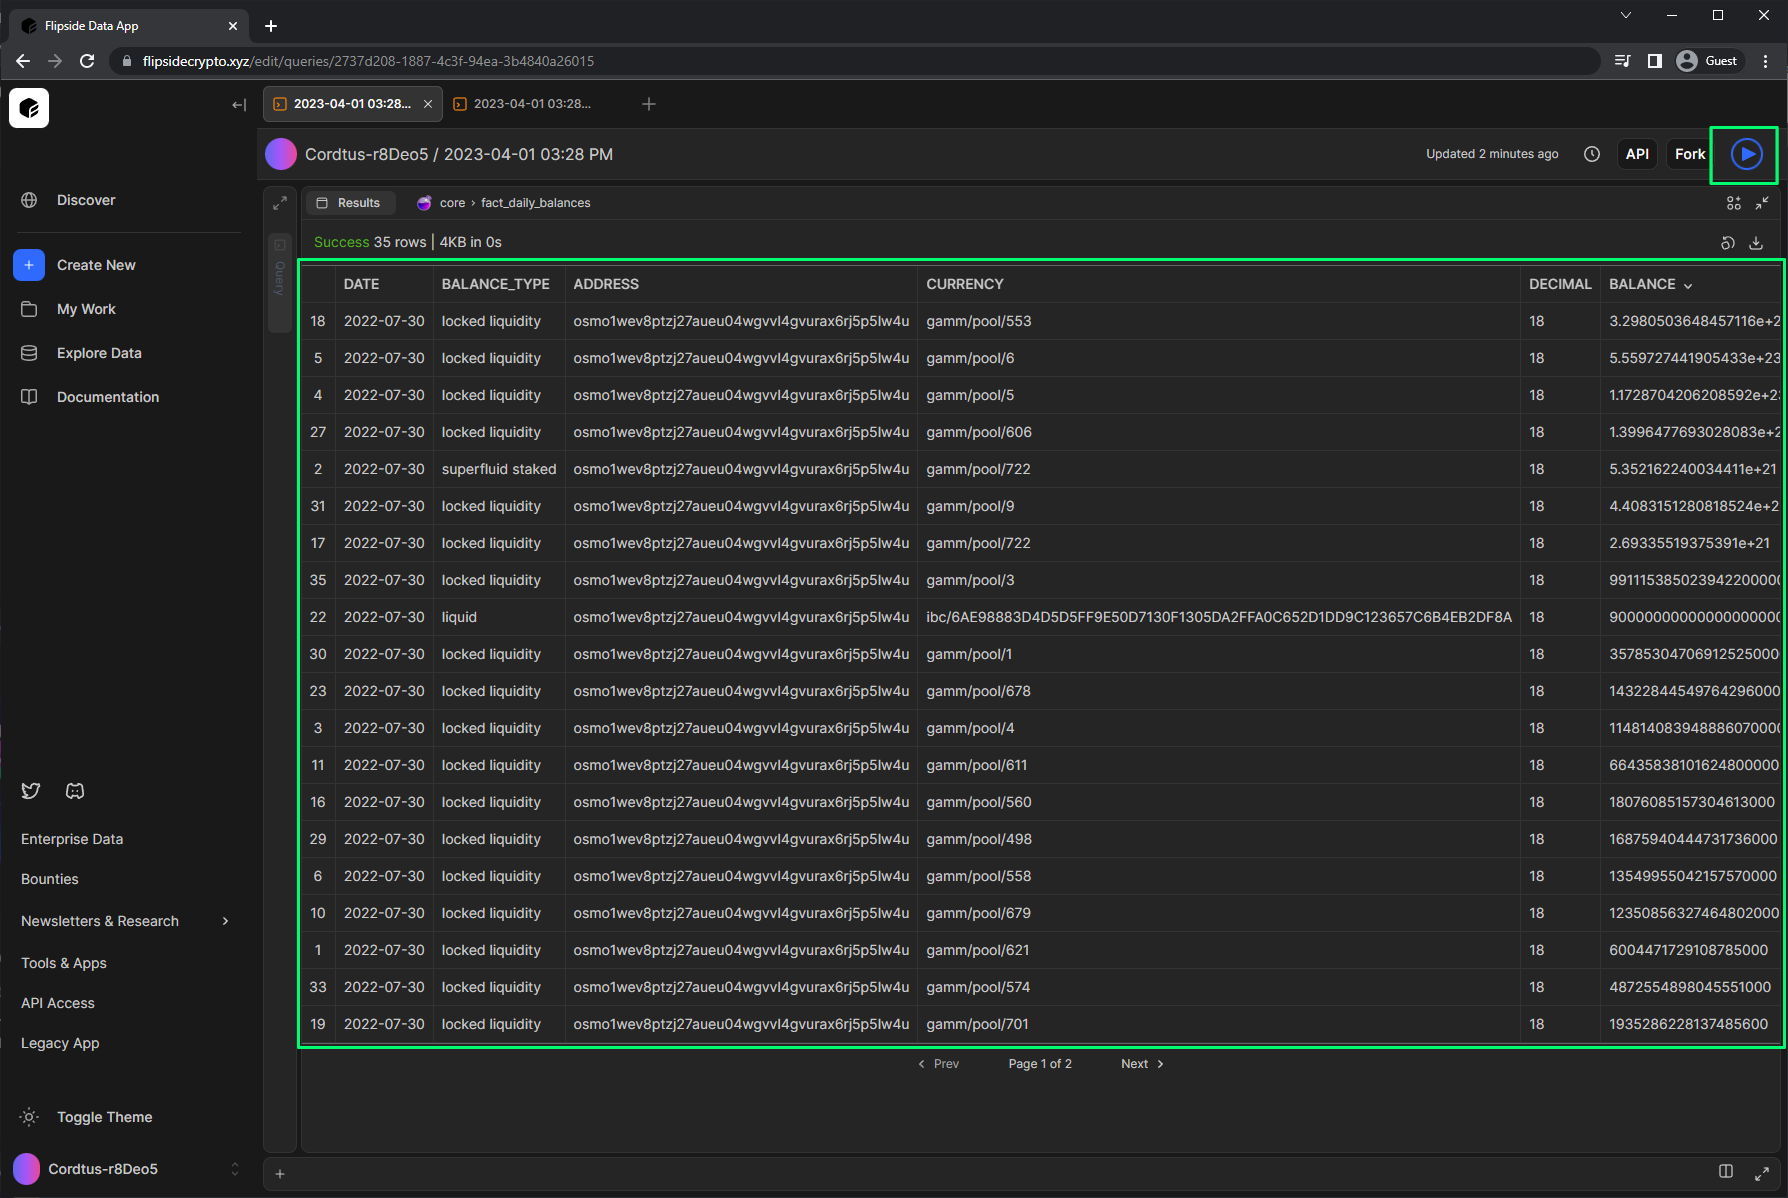 Flipside Data App
flipsidecrypto.xyz/edit/queries/2737d208-1887-4c3f-94ea-3b4840a26015
Guest
2023-04-01 03:28...
2023-04-01 03:28...
Cordtus-r8Deo5 / 2023-04-01 03:28 PM
Updated 2 minutes ago
API
Fork
Discover
Create New
My Work
Explore Data
Documentation
Enterprise Data
Bounties
Newsletters & Research
Tools & Apps
API Access
Legacy App
Toggle Theme
Cordtus-r8Deo5
Query
Results
core › fact_daily_balances
Success 35 rows | 4KB in 0s
DATE BALANCE_TYPE ADDRESS CURRENCY DECIMAL BALANCE
18 2022-07-30 locked liquidity osmo1wev8ptzj27aueu04wgvvl4gvurax6rj5p5lw4u gamm/pool/553 18 3.2980503648457116e+2
5 2022-07-30 locked liquidity osmo1wev8ptzj27aueu04wgvvl4gvurax6rj5p5lw4u gamm/pool/6 18 5.559727441905433e+23
4 2022-07-30 locked liquidity osmo1wev8ptzj27aueu04wgvvl4gvurax6rj5p5lw4u gamm/pool/5 18 1.1728704206208592e+2
27 2022-07-30 locked liquidity osmo1wev8ptzj27aueu04wgvvl4gvurax6rj5p5lw4u gamm/pool/606 18 1.3996477693028083e+2
2 2022-07-30 superfluid staked osmo1wev8ptzj27aueu04wgvvl4gvurax6rj5p5lw4u gamm/pool/722 18 5.352162240034411e+21
31 2022-07-30 locked liquidity osmo1wev8ptzj27aueu04wgvvl4gvurax6rj5p5lw4u gamm/pool/9 18 4.4083151280818524e+2
17 2022-07-30 locked liquidity osmo1wev8ptzj27aueu04wgvvl4gvurax6rj5p5lw4u gamm/pool/722 18 2.69335519375391e+21
35 2022-07-30 locked liquidity osmo1wev8ptzj27aueu04wgvvl4gvurax6rj5p5lw4u gamm/pool/3 18 991115385023942200000
22 2022-07-30 liquid osmo1wev8ptzj27aueu04wgvvl4gvurax6rj5p5lw4u ibc/6AE98883D4D5D5FF9E50D7130F1305DA2FFA0C652D1DD9C123657C6B4EB2DF8A 18 900000000000000000000
30 2022-07-30 locked liquidity osmo1wev8ptzj27aueu04wgvvl4gvurax6rj5p5lw4u gamm/pool/1 18 35785304706912525000
23 2022-07-30 locked liquidity osmo1wev8ptzj27aueu04wgvvl4gvurax6rj5p5lw4u gamm/pool/678 18 14322844549764296000
3 2022-07-30 locked liquidity osmo1wev8ptzj27aueu04wgvvl4gvurax6rj5p5lw4u gamm/pool/4 18 114814083948886070000
11 2022-07-30 locked liquidity osmo1wev8ptzj27aueu04wgvvl4gvurax6rj5p5lw4u gamm/pool/611 18 66435838101624800000
16 2022-07-30 locked liquidity osmo1wev8ptzj27aueu04wgvvl4gvurax6rj5p5lw4u gamm/pool/560 18 18076085157304613000
29 2022-07-30 locked liquidity osmo1wev8ptzj27aueu04wgvvl4gvurax6rj5p5lw4u gamm/pool/498 18 16875940444731736000
6 2022-07-30 locked liquidity osmo1wev8ptzj27aueu04wgvvl4gvurax6rj5p5lw4u gamm/pool/558 18 13549955042157570000
10 2022-07-30 locked liquidity osmo1wev8ptzj27aueu04wgvvl4gvurax6rj5p5lw4u gamm/pool/679 18 12350856327464802000
1 2022-07-30 locked liquidity osmo1wev8ptzj27aueu04wgvvl4gvurax6rj5p5lw4u gamm/pool/621 18 6004471729108785000
33 2022-07-30 locked liquidity osmo1wev8ptzj27aueu04wgvvl4gvurax6rj5p5lw4u gamm/pool/574 18 4872554898045551000
19 2022-07-30 locked liquidity osmo1wev8ptzj27aueu04wgvvl4gvurax6rj5p5lw4u gamm/pool/701 18 1935286228137485600
Prev Page 1 of 2 Next